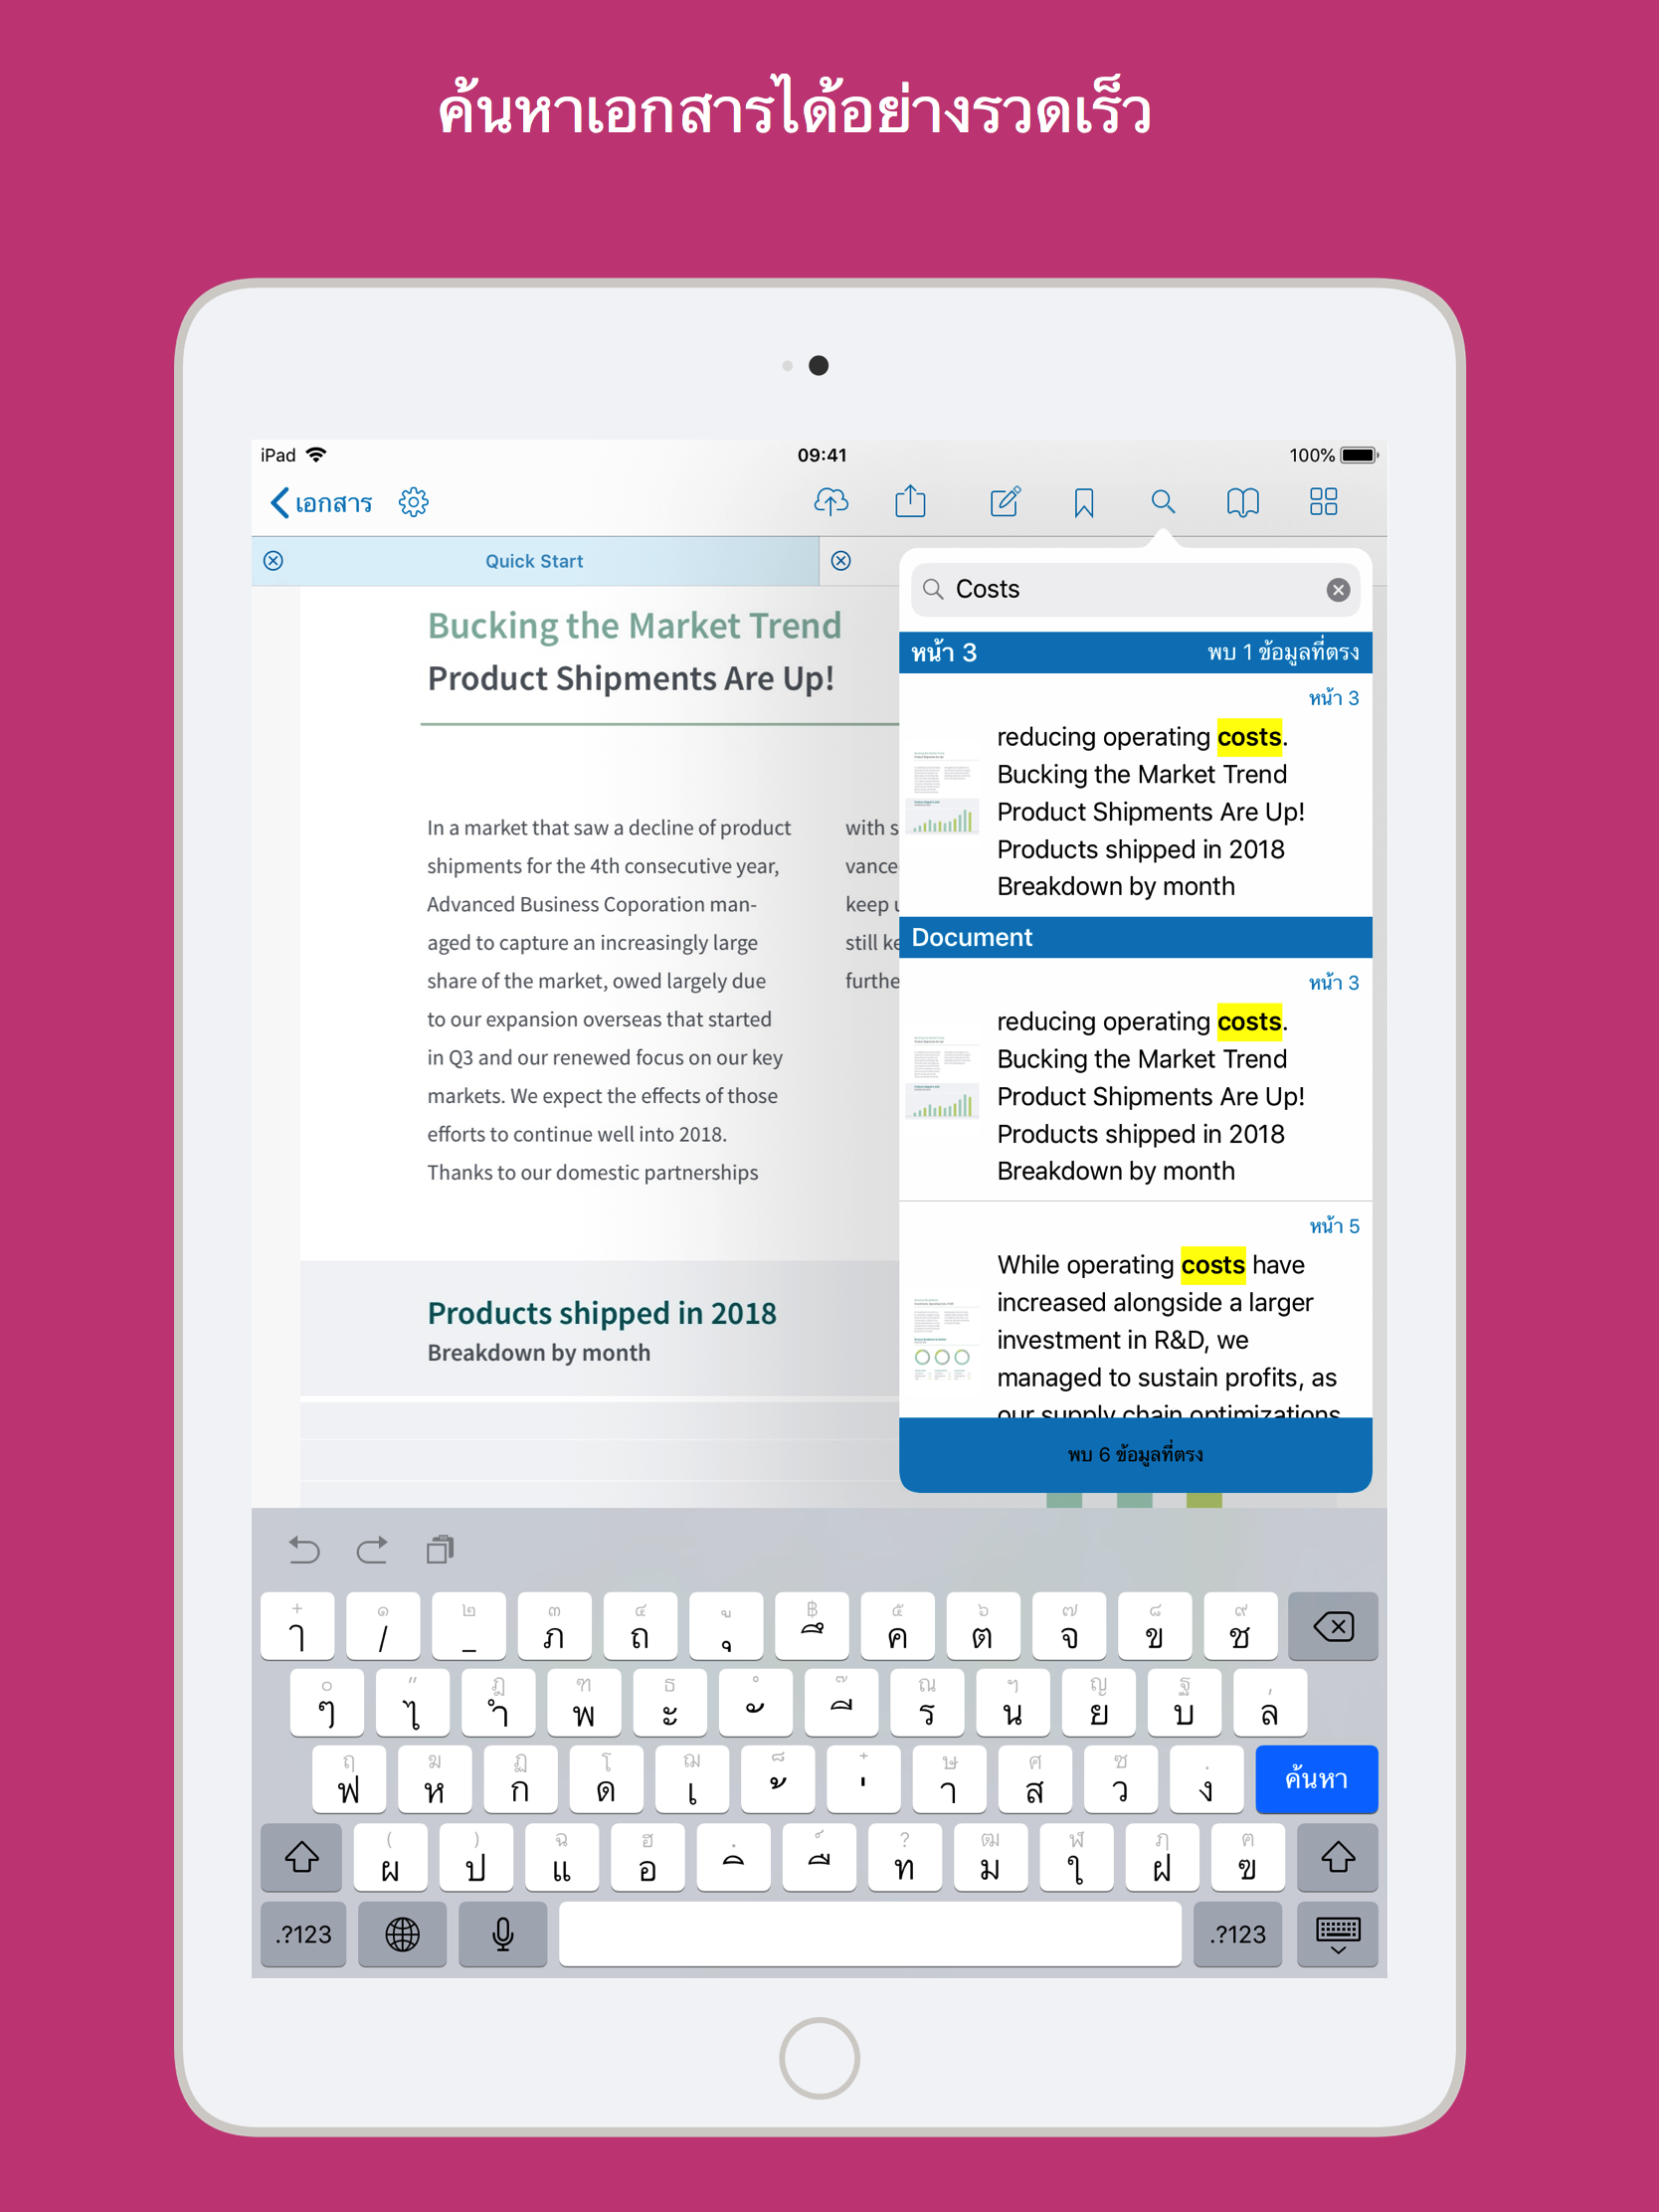 ค้นหาเอกสารได้อย่างรวดเร็ว
iPad
09:41
100%
เอกสาร
Quick Start
Bucking the Market Trend
Product Shipments Are Up!
In a market that saw a decline of product
shipments for the 4th consecutive year,
Advanced Business Coporation man-
aged to capture an increasingly large
share of the market, owed largely due
to our expansion overseas that started
in Q3 and our renewed focus on our key
markets. We expect the effects of those
efforts to continue well into 2018.
Thanks to our domestic partnerships
with s
vance
keep u
still ke
furthe
Products shipped in 2018
Breakdown by month
Costs
หน้า 3 พบ 1 ข้อมูลที่ตรง
หน้า 3
reducing operating costs.
Bucking the Market Trend
Product Shipments Are Up!
Products shipped in 2018
Breakdown by month
Document
หน้า 3
reducing operating costs.
Bucking the Market Trend
Product Shipments Are Up!
Products shipped in 2018
Breakdown by month
หน้า 5
While operating costs have
increased alongside a larger
investment in R&D, we
managed to sustain profits, as
our supply chain optimizations
พบ 6 ข้อมูลที่ตรง
+ ๑ ๒ ๓ ๔ ู ฿ ๕ ๖ ๗ ๘ ๙
ๅ / _ ภ ถ ุ ึ ค ต จ ข ช
๐ " ฎ ฑ ธ ํ ๊ ณ ฯ ญ ฐ ,
ๆ ไ ำ พ ะ ั ี ร น ย บ ล
ฤ ฆ ฏ โ ฌ ็ ๋ ษ ศ ซ .
ฟ ห ก ด เ ้ ่ า ส ว ง ค้นหา
( ) ฉ ฮ ฺ ์ ? ฒ ฬ ฦ ฅ
ผ ป แ อ ิ ื ท ม ใ ฝ ฃ
.?123 .?123